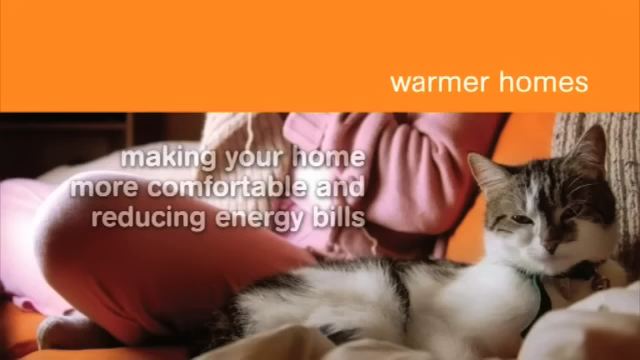 warmer homes
making your home
more comfortable and
reducing energy bills